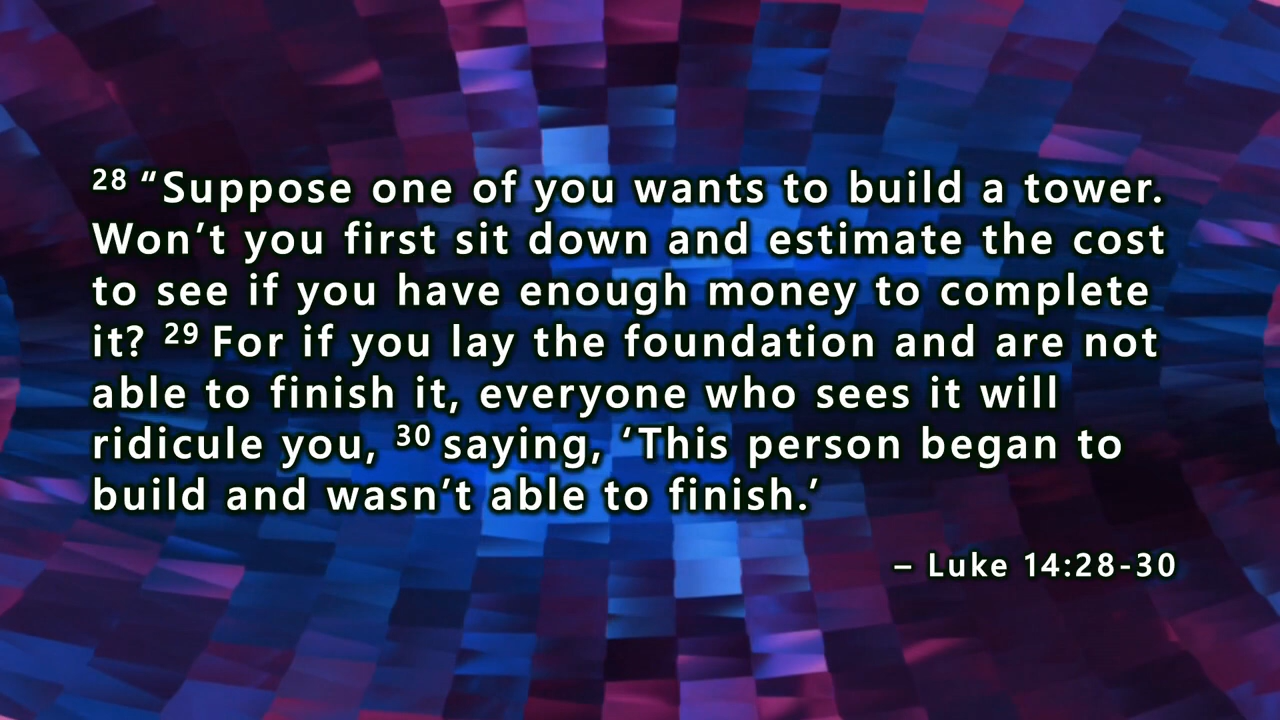 28 “Suppose one of you wants to build a tower.
Won’t you first sit down and estimate the cost
to see if you have enough money to complete
it? 29 For if you lay the foundation and are not
able to finish it, everyone who sees it will
ridicule you, 30 saying, ‘This person began to
build and wasn’t able to finish.’
– Luke 14:28-30